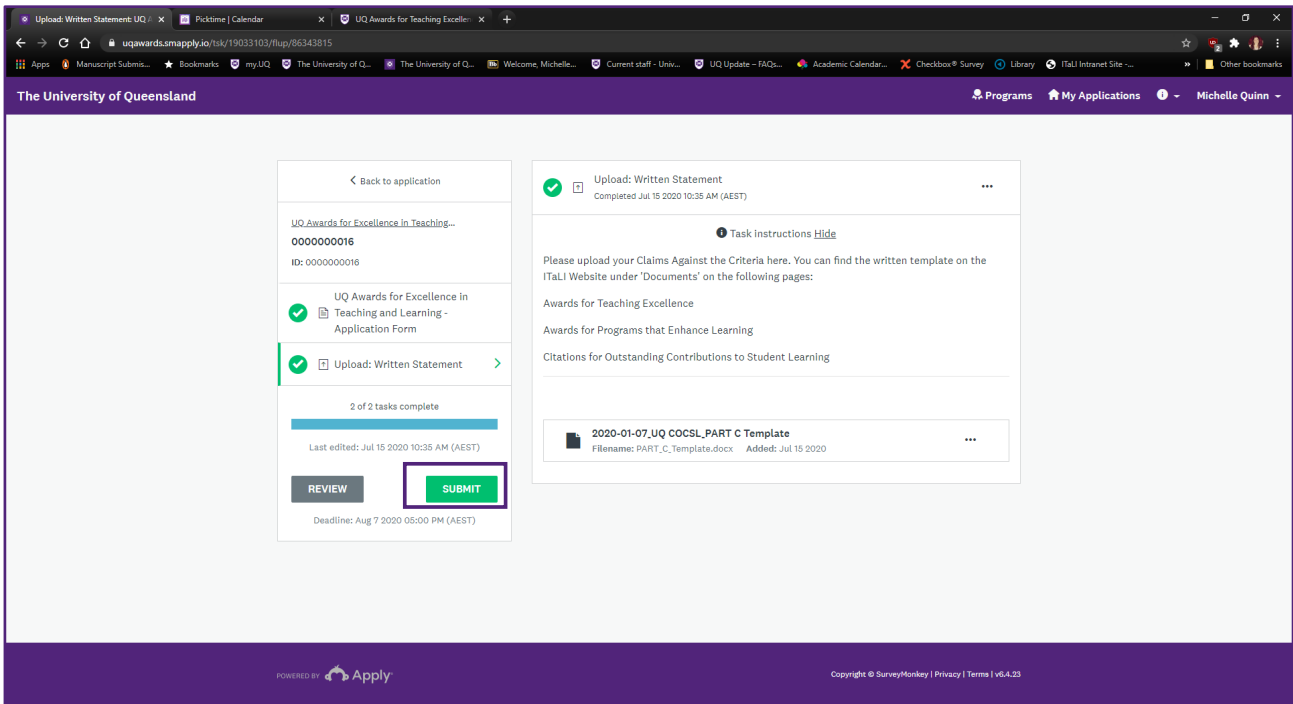 Upload: Written Statement: UQ A
Picktime | Calendar
UQ Awards for Teaching Excellen
uqawards.smapply.io/tsk/19033103/flup/86343815
Apps
Manuscript Submis...
Bookmarks
my.UQ
The University of Q...
The University of Q...
Welcome, Michelle...
Current staff - Univ...
UQ Update – FAQs...
Academic Calendar...
Checkbox® Survey
Library
ITaLI Intranet Site -...
»
Other bookmarks
The University of Queensland
Programs
My Applications
Michelle Quinn
Back to application
UQ Awards for Excellence in Teaching...
0000000016
ID: 0000000016
UQ Awards for Excellence in
Teaching and Learning -
Application Form
Upload: Written Statement
2 of 2 tasks complete
Last edited: Jul 15 2020 10:35 AM (AEST)
REVIEW
SUBMIT
Deadline: Aug 7 2020 05:00 PM (AEST)
Upload: Written Statement
Completed Jul 15 2020 10:35 AM (AEST)
Task instructions Hide
Please upload your Claims Against the Criteria here. You can find the written template on the
ITaLI Website under 'Documents' on the following pages:
Awards for Teaching Excellence
Awards for Programs that Enhance Learning
Citations for Outstanding Contributions to Student Learning
2020-01-07_UQ COCSL_PART C Template
Filename: PART_C_Template.docx Added: Jul 15 2020
POWERED BY Apply
Copyright © SurveyMonkey | Privacy | Terms | v6.4.23